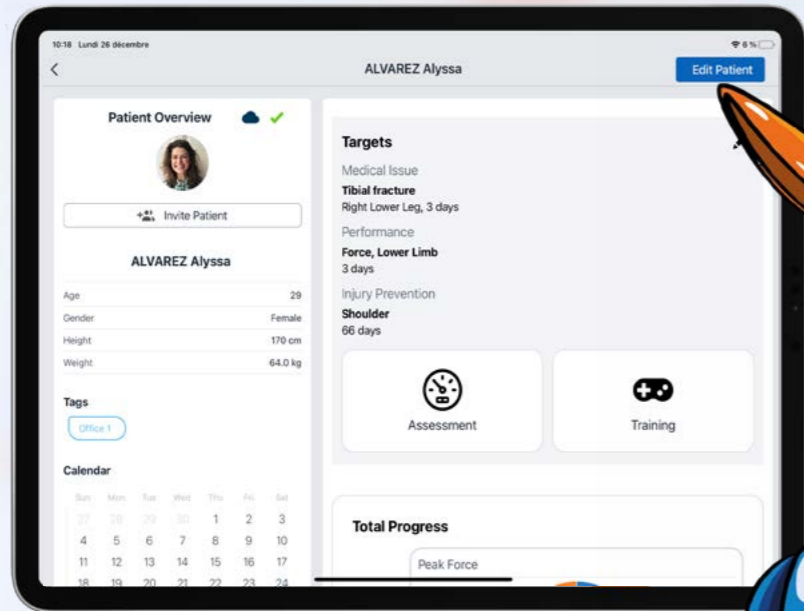 10:18 Lundi 26 décembre
6 %
ALVAREZ Alyssa
Edit Patient
Patient Overview
Invite Patient
ALVAREZ Alyssa
Age 29
Gender Female
Height 170 cm
Weight 64.0 kg
Tags
Office 1
Calendar
Sun Mon Tue Wed Thu Fri Sat
27 28 29 30 1 2 3
4 5 6 7 8 9 10
11 12 13 14 15 16 17
18 19 20 21 22 23 24
Targets
Medical Issue
Tibial fracture
Right Lower Leg, 3 days
Performance
Force, Lower Limb
3 days
Injury Prevention
Shoulder
66 days
Assessment
Training
Total Progress
Peak Force